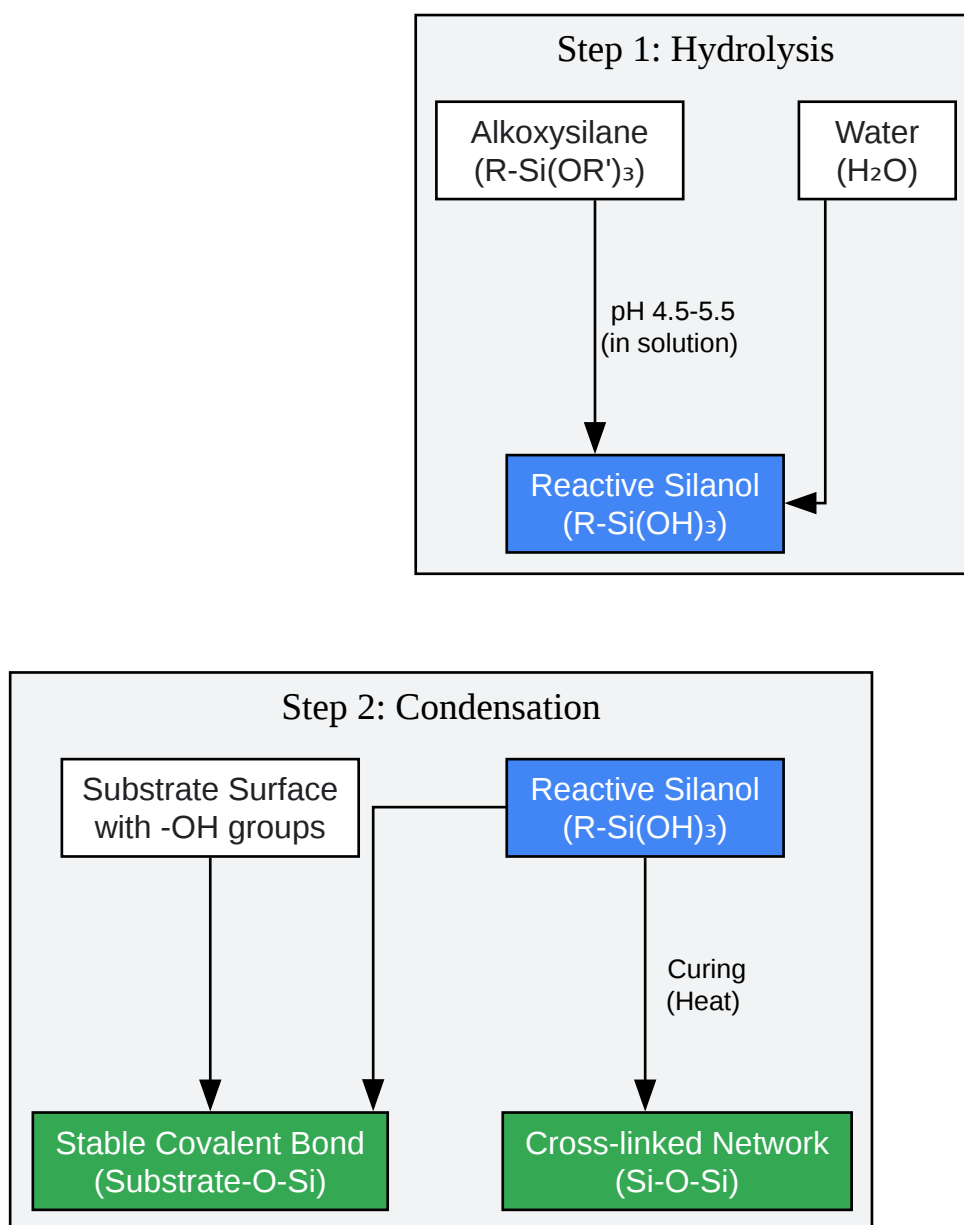 Step 1: Hydrolysis
Alkoxysilane
(R-Si(OR')₃)
Water
(H₂O)
pH 4.5-5.5
(in solution)
Reactive Silanol
(R-Si(OH)₃)
Step 2: Condensation
Substrate Surface
with -OH groups
Reactive Silanol
(R-Si(OH)₃)
Curing
(Heat)
Stable Covalent Bond
(Substrate-O-Si)
Cross-linked Network
(Si-O-Si)